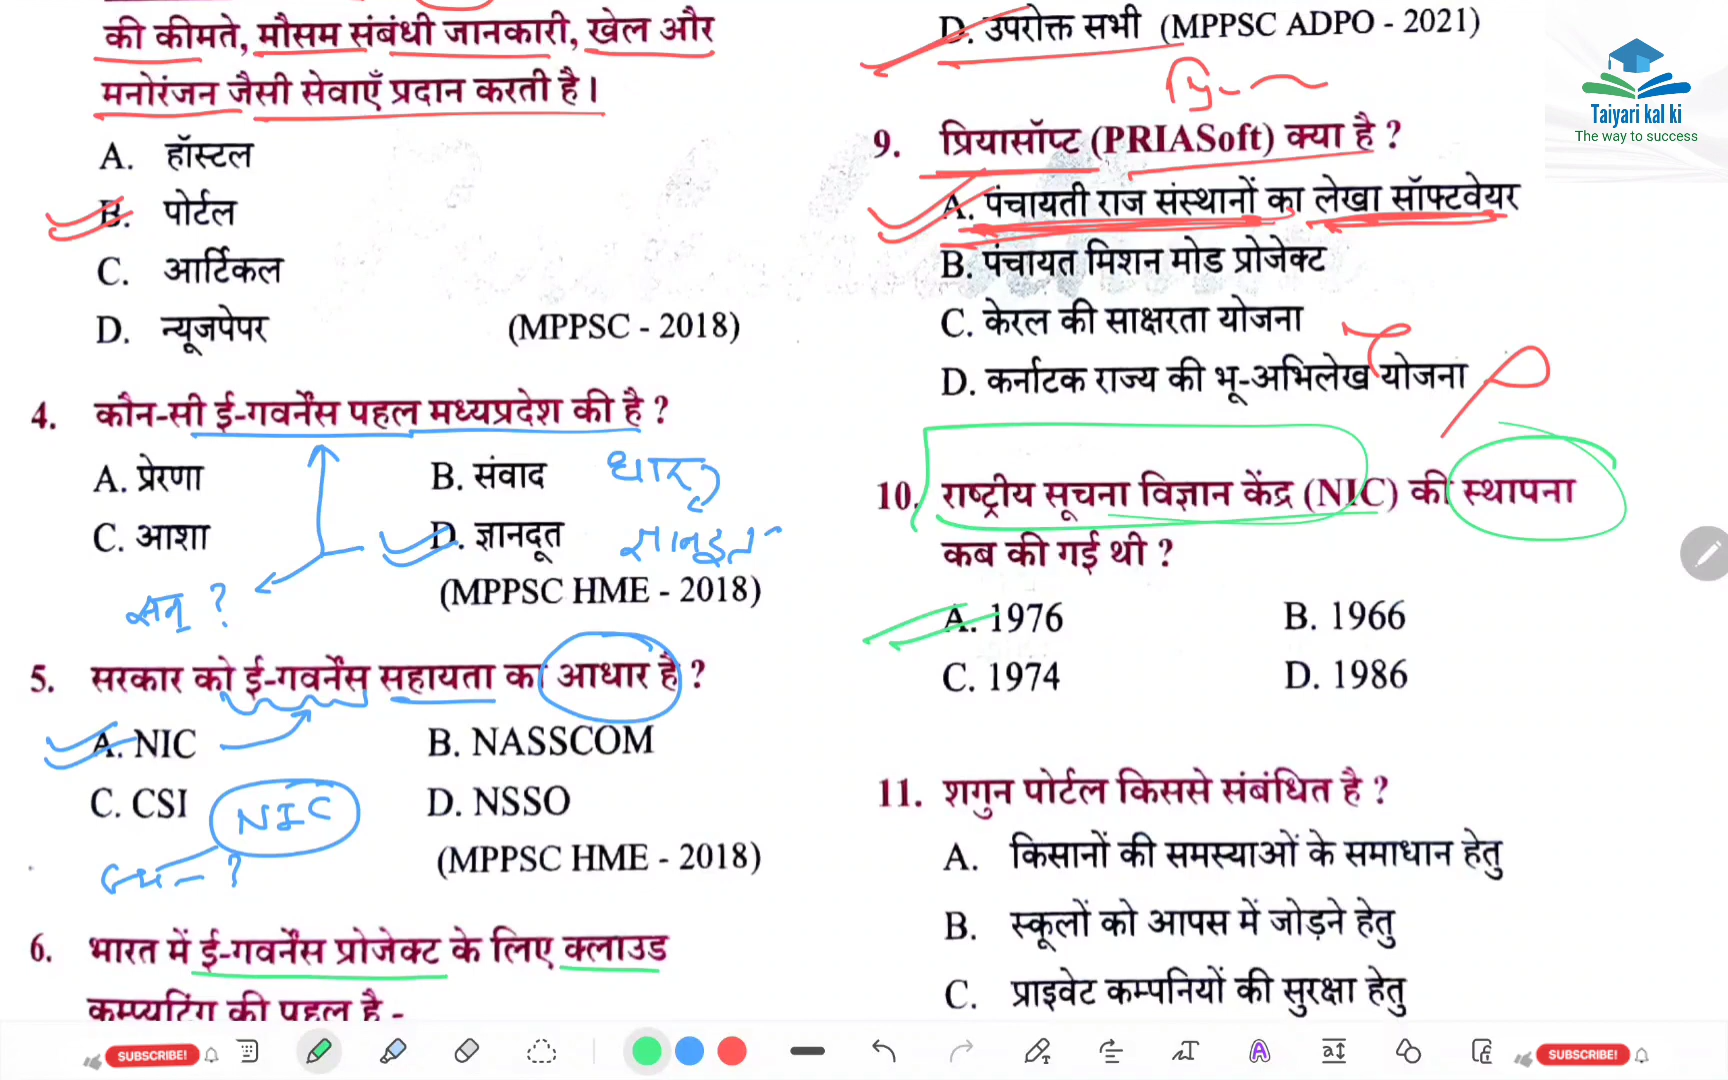 की कीमते, मौसम संबंधी जानकारी, खेल और
मनोरंजन जैसी सेवाएँ प्रदान करती है।
A. हॉस्टल
B. पोर्टल
C. आर्टिकल
D. न्यूजपेपर (MPPSC - 2018)
4. कौन-सी ई-गवर्नेंस पहल मध्यप्रदेश की है ?
A. प्रेरणा B. संवाद
धार
C. आशा D. ज्ञानदूत
सन् ?
(MPPSC HME - 2018)
5. सरकार को ई-गवर्नेंस सहायता का आधार है ?
A. NIC B. NASSCOM
C. CSI D. NSSO
NIC
(MPPSC HME - 2018)
6. भारत में ई-गवर्नेंस प्रोजेक्ट के लिए क्लाउड
कम्प्यूटिंग की पहल है -
D. उपरोक्त सभी (MPPSC ADPO - 2021)
9. प्रियासॉफ्ट (PRIASoft) क्या है ?
A. पंचायती राज संस्थानों का लेखा सॉफ्टवेयर
B. पंचायत मिशन मोड प्रोजेक्ट
C. केरल की साक्षरता योजना
D. कर्नाटक राज्य की भू-अभिलेख योजना
10. राष्ट्रीय सूचना विज्ञान केंद्र (NIC) की स्थापना
कब की गई थी ?
A. 1976 B. 1966
C. 1974 D. 1986
11. शगुन पोर्टल किससे संबंधित है ?
A. किसानों की समस्याओं के समाधान हेतु
B. स्कूलों को आपस में जोड़ने हेतु
C. प्राइवेट कम्पनियों की सुरक्षा हेतु
Taiyari kal ki
The way to success
SUBSCRIBE!
SUBSCRIBE!